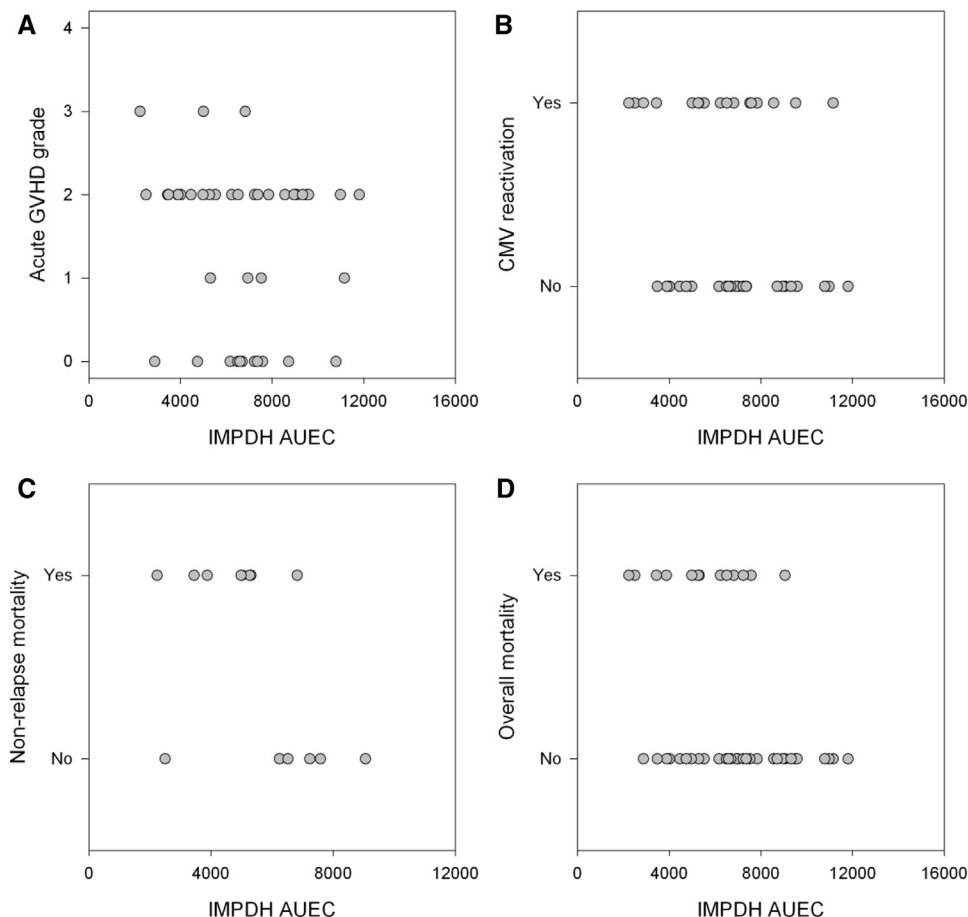 A
4
3
2
1
0
Acute GVHD grade
0 4000 8000 12000 16000
IMPDH AUEC
B
Yes
No
CMV reactivation
0 4000 8000 12000 16000
IMPDH AUEC
C
Yes
No
Non-relapse mortality
0 4000 8000 12000
IMPDH AUEC
D
Yes
No
Overall mortality
0 4000 8000 12000 16000
IMPDH AUEC